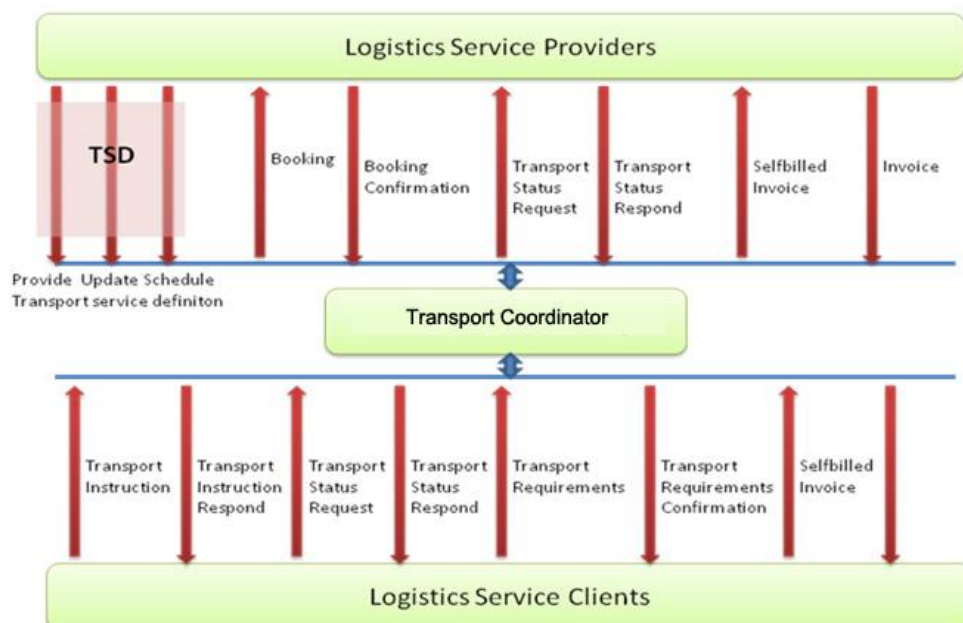 Logistics Service Providers
TSD
Booking
Booking
Confirmation
Transport
Status
Request
Transport
Status
Respond
Selfbilled
Invoice
Invoice
Provide Update Schedule
Transport service definiton
Transport Coordinator
Transport
Instruction
Transport
Instruction
Respond
Transport
Status
Request
Transport
Status
Respond
Transport
Requirements
Transport
Requirements
Confirmation
Selfbilled
Invoice
Logistics Service Clients